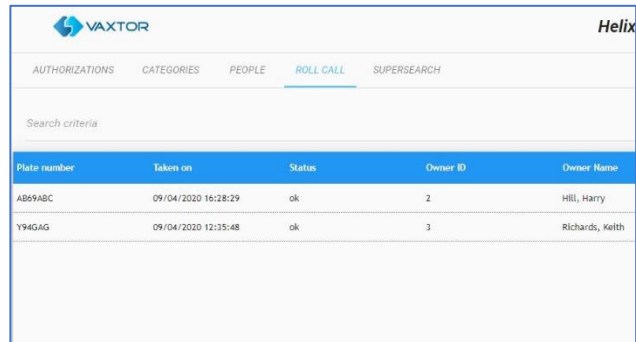 VAXTOR Helix
AUTHORIZATIONS CATEGORIES PEOPLE ROLL CALL SUPERSEARCH
Search criteria
Plate number Taken on Status Owner ID Owner Name
AB69ABC 09/04/2020 16:28:29 ok 2 Hill, Harry
Y94GAG 09/04/2020 12:35:48 ok 3 Richards, Keith